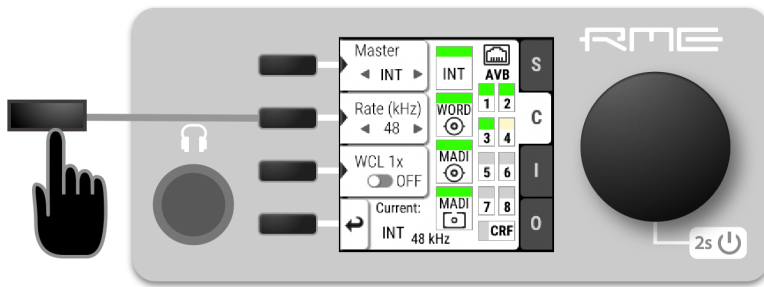 RME
Master
◄ INT ►
Rate (kHz)
◄ 48 ►
WCL 1x
OFF
Current:
INT 48 kHz
INT
WORD
MADI
MADI
AVB
1 2
3 4
5 6
7 8
CRF
S
C
I
O
2s